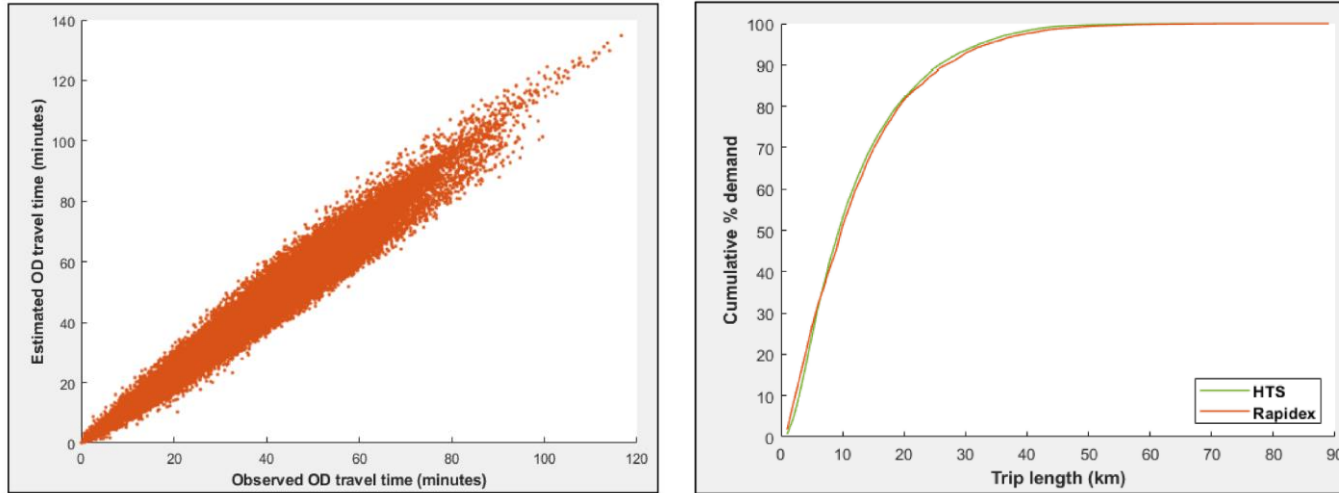 140
120
100
80
60
40
20
0
0 20 40 60 80 100 120
Estimated OD travel time (minutes)
Observed OD travel time (minutes)
100
90
80
70
60
50
40
30
20
10
0
0 10 20 30 40 50 60 70 80 90
Cumulative % demand
Trip length (km)
HTS
Rapidex